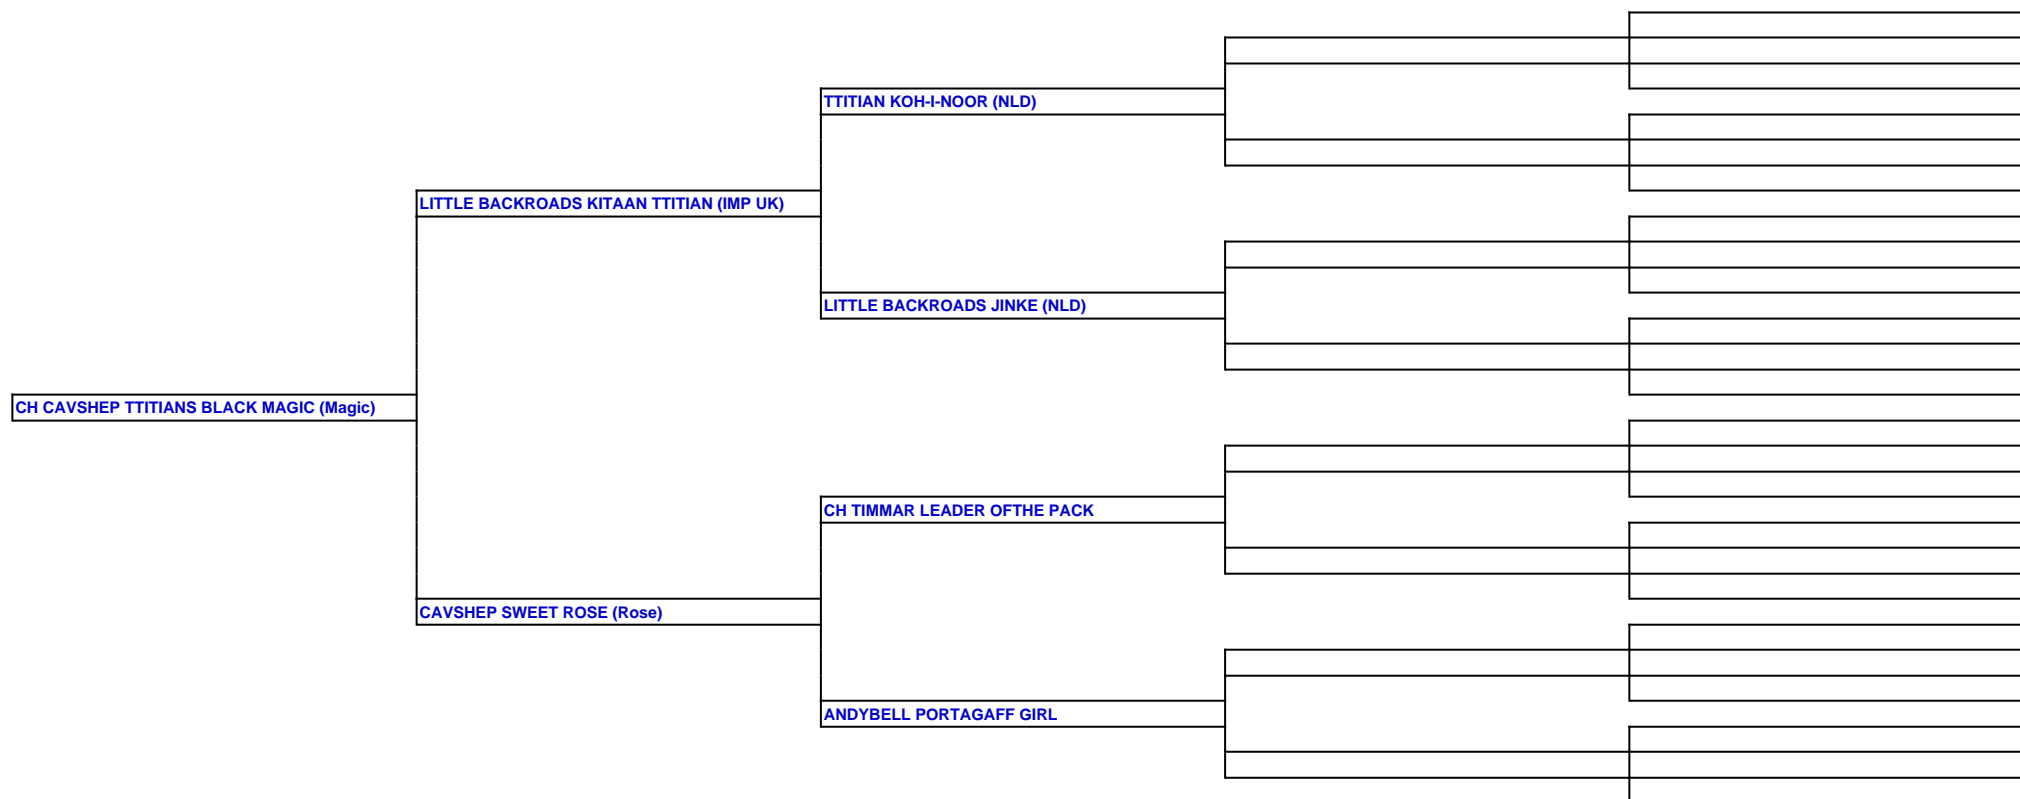 TTITIAN KOH-I-NOOR (NLD)
LITTLE BACKROADS KITAAN TTITIAN (IMP UK)
LITTLE BACKROADS JINKE (NLD)
CH CAVSHEP TTITIANS BLACK MAGIC (Magic)
CH TIMMAR LEADER OFTHE PACK
CAVSHEP SWEET ROSE (Rose)
ANDYBELL PORTAGAFF GIRL